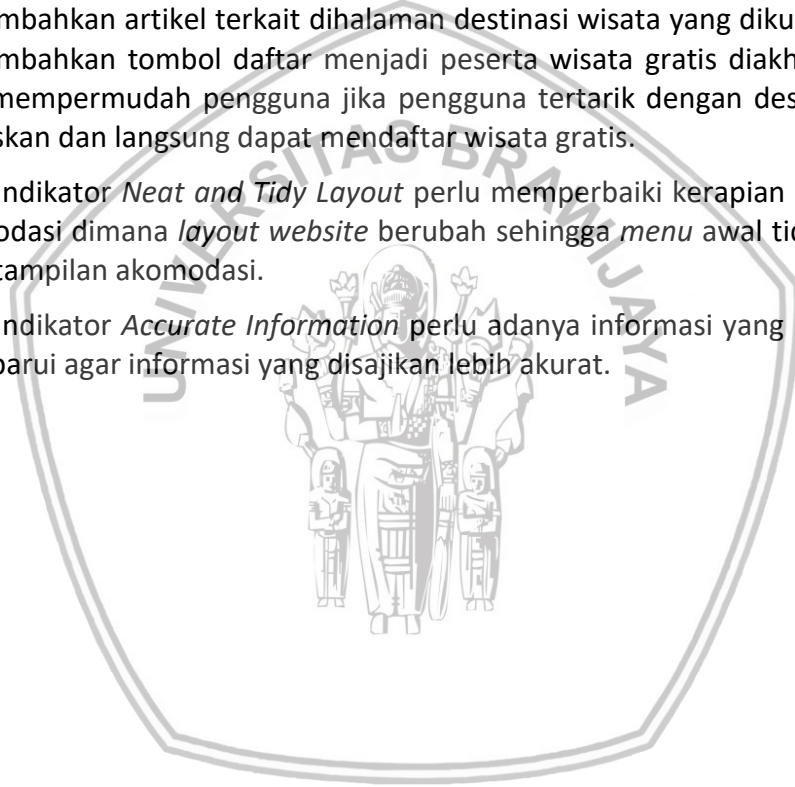 mbahkan artikel terkait dihalaman destinasi wisata yang diku
mbahkan tombol daftar menjadi peserta wisata gratis diakh
mempermudah pengguna jika pengguna tertarik dengan des
skan dan langsung dapat mendaftar wisata gratis.
ndikator Neat and Tidy Layout perlu memperbaiki kerapian
odasi dimana layout website berubah sehingga menu awal tid
tampilan akomodasi.
ndikator Accurate Information perlu adanya informasi yang
barui agar informasi yang disajikan lebih akurat.
UNIVERSITAS BRAWIJAYA